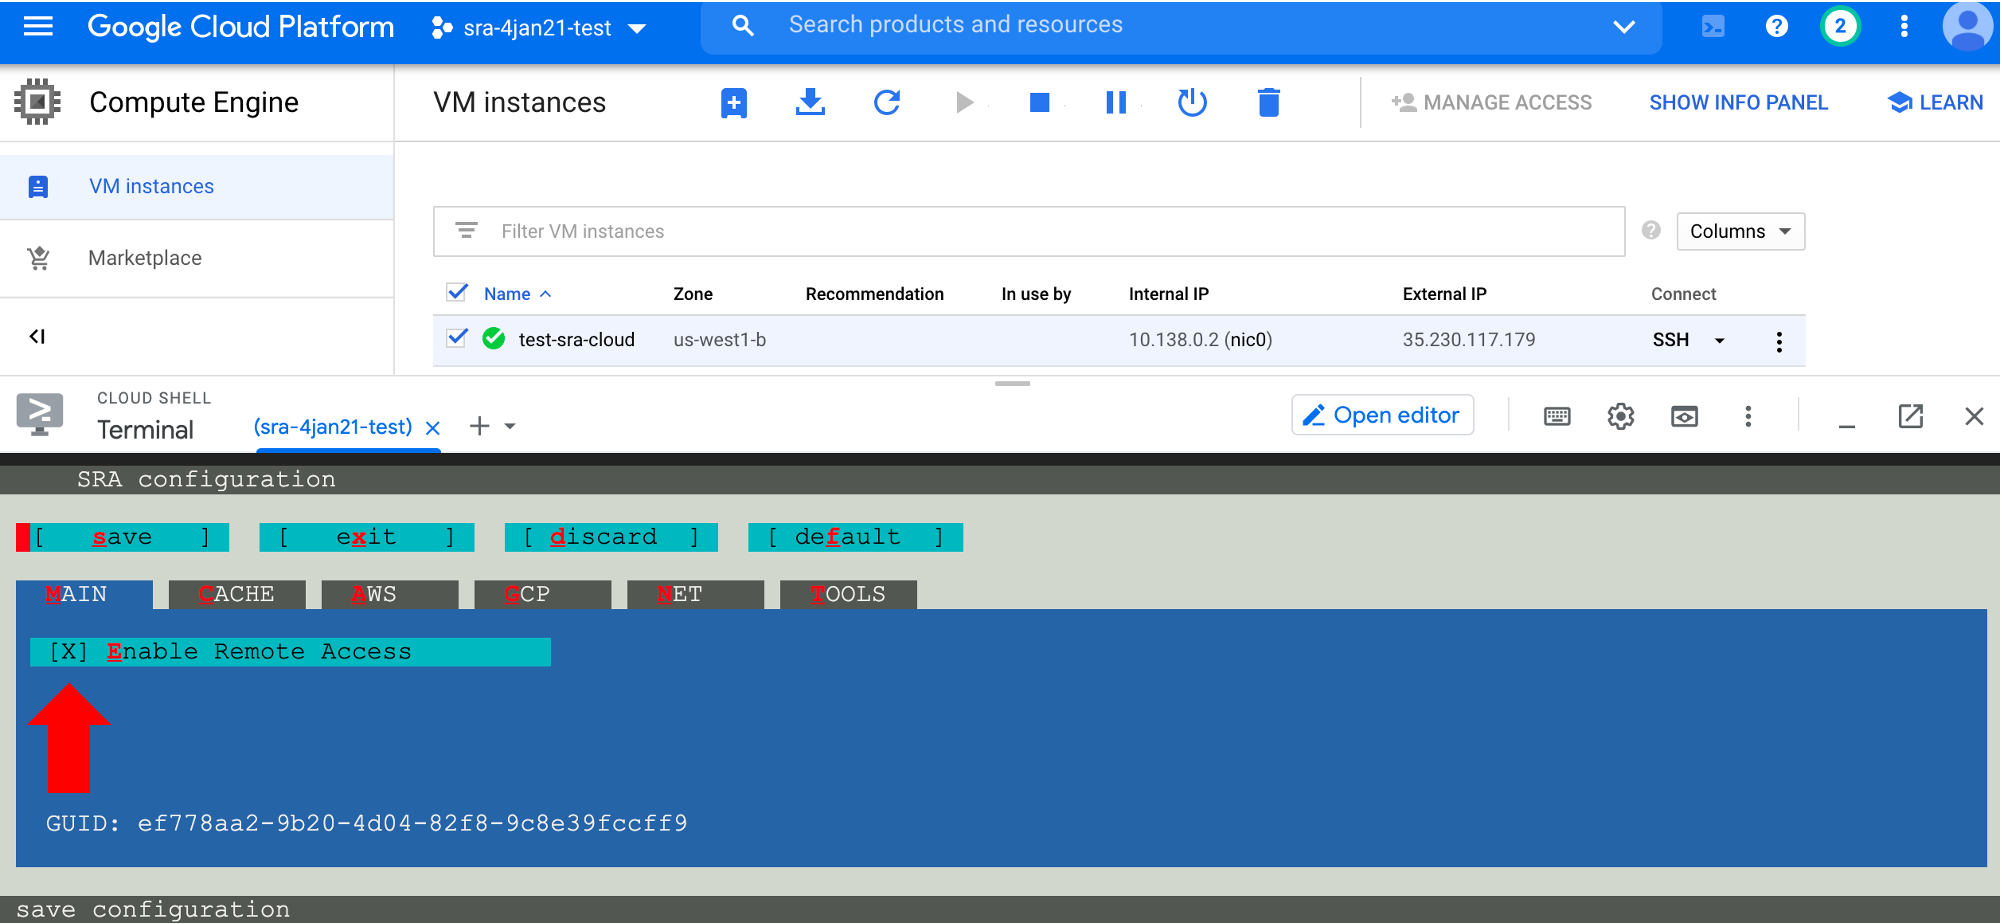 Google Cloud Platform sra-4jan21-test Search products and resources 2
Compute Engine VM instances MANAGE ACCESS SHOW INFO PANEL LEARN
VM instances
Filter VM instances Columns
Marketplace
Name Zone Recommendation In use by Internal IP External IP Connect
test-sra-cloud us-west1-b 10.138.0.2 (nic0) 35.230.117.179 SSH
CLOUD SHELL
Terminal (sra-4jan21-test) Open editor
SRA configuration
[ save ] [ exit ] [ discard ] [ default ]
MAIN CACHE AWS GCP NET TOOLS
[X] Enable Remote Access
GUID: ef778aa2-9b20-4d04-82f8-9c8e39fccff9
save configuration